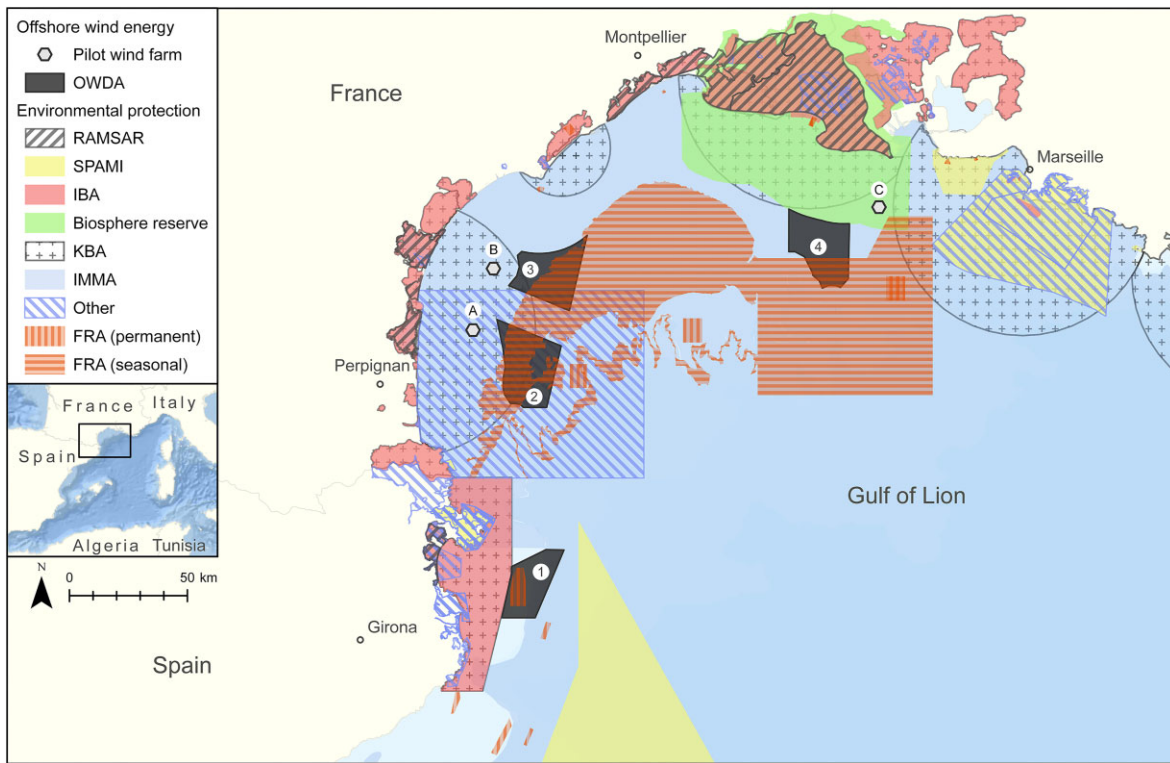 Offshore wind energy
Pilot wind farm
OWDA
Environmental protection
RAMSAR
SPAMI
IBA
Biosphere reserve
KBA
IMMA
Other
FRA (permanent)
FRA (seasonal)
France
Italy
Spain
Algeria
Tunisia
N
0 50 km
Montpellier
France
Marseille
C
4
B
3
A
Perpignan
2
Gulf of Lion
1
Girona
Spain